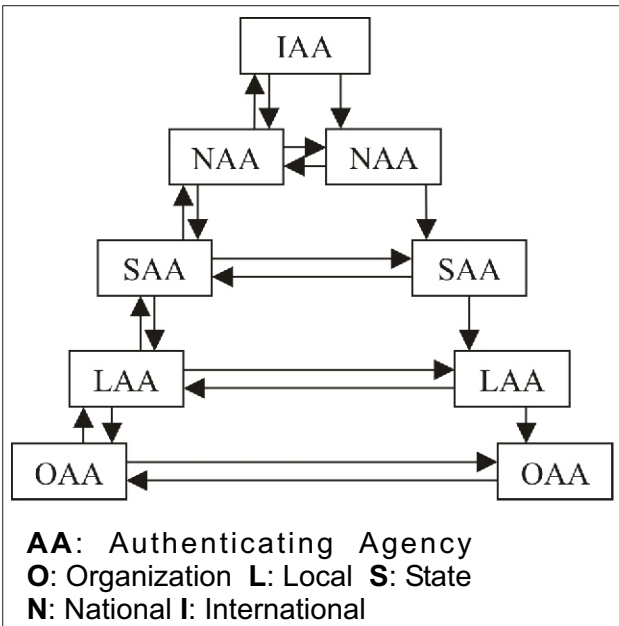 IAA
NAA NAA
SAA SAA
LAA LAA
OAA OAA
AA: Authenticating Agency
O: Organization L: Local S: State
N: National I: International